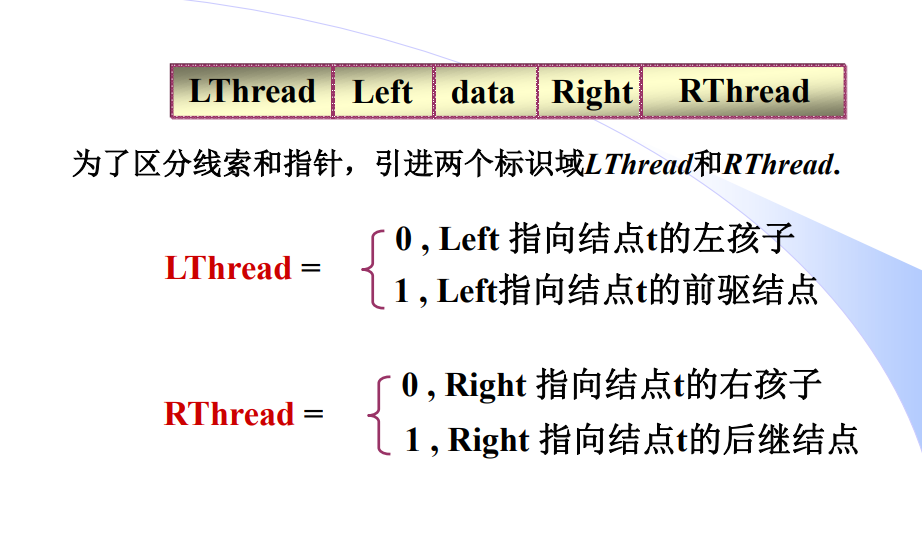 LThread Left data Right RThread
为了区分线索和指针，引进两个标识域LThread和RThread.
0 , Left 指向结点t的左孩子
LThread =
1 , Left指向结点t的前驱结点
0 , Right 指向结点t的右孩子
RThread =
1 , Right 指向结点t的后继结点